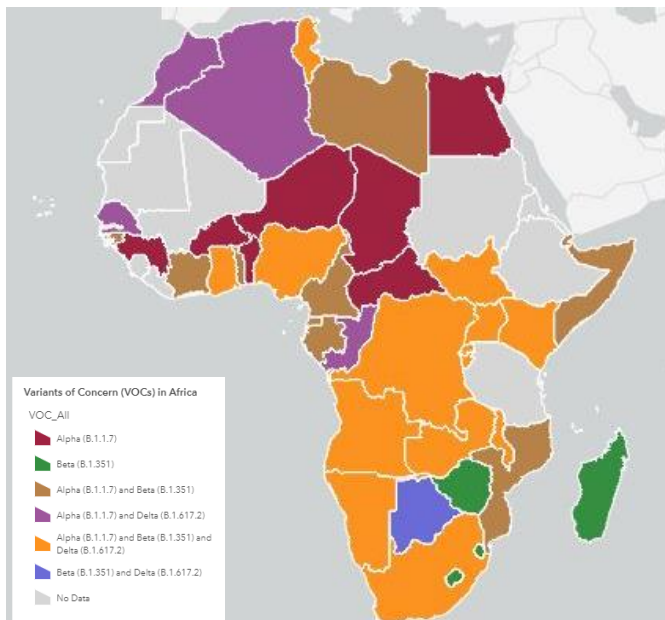 Variants of Concern (VOCs) in Africa
VOC_All
Alpha (B.1.1.7)
Beta (B.1.351)
Alpha (B.1.1.7) and Beta (B.1.351)
Alpha (B.1.1.7) and Delta (B.1.617.2)
Alpha (B.1.1.7) and Beta (B.1.351) and
Delta (B.1.617.2)
Beta (B.1.351) and Delta (B.1.617.2)
No Data